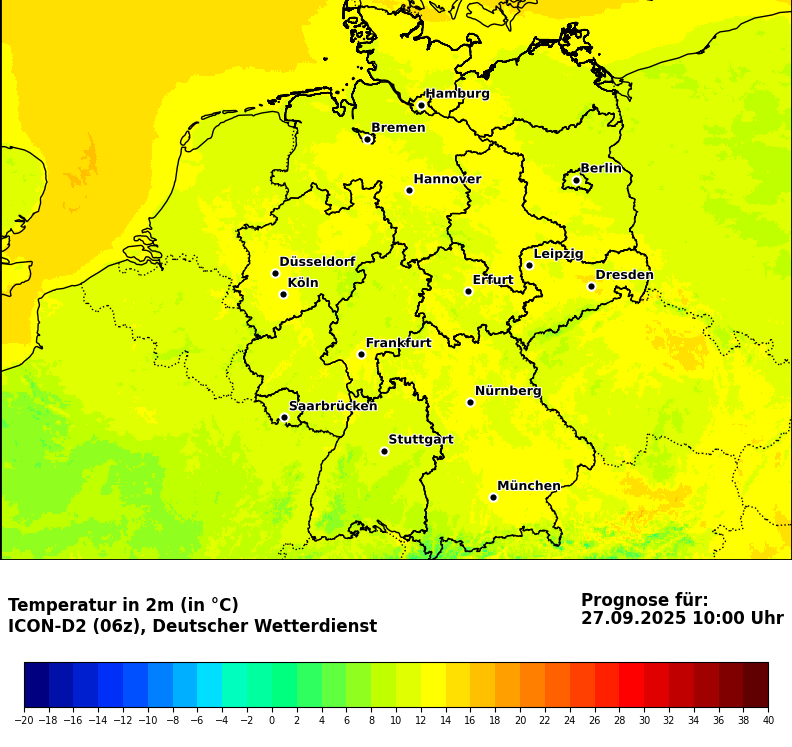 Hamburg
Bremen
Berlin
Hannover
Leipzig
Düsseldorf
Dresden
Erfurt
Köln
Frankfurt
Nürnberg
Saarbrücken
Stuttgart
München
Temperatur in 2m (in °C)
ICON-D2 (06z), Deutscher Wetterdienst
Prognose für:
27.09.2025 10:00 Uhr
−20 −18 −16 −14 −12 −10 −8 −6 −4 −2 0 2 4 6 8 10 12 14 16 18 20 22 24 26 28 30 32 34 36 38 40